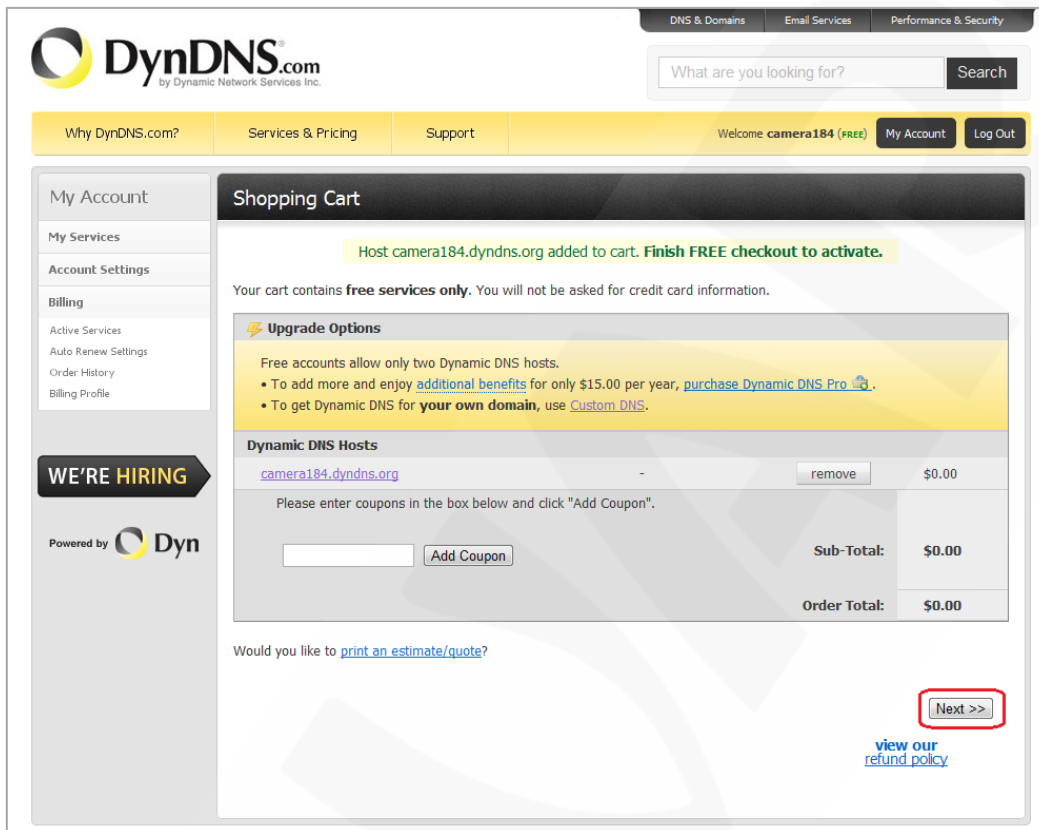 DNS & Domains Email Services Performance & Security
DynDNS.com
by Dynamic Network Services Inc.
What are you looking for? Search
Why DynDNS.com? Services & Pricing Support Welcome camera184 (FREE) My Account Log Out
My Account
My Services
Account Settings
Billing
Active Services
Auto Renew Settings
Order History
Billing Profile
WE'RE HIRING
Powered by Dyn
Shopping Cart
Host camera184.dyndns.org added to cart. Finish FREE checkout to activate.
Your cart contains free services only. You will not be asked for credit card information.
Upgrade Options
Free accounts allow only two Dynamic DNS hosts.
• To add more and enjoy additional benefits for only $15.00 per year, purchase Dynamic DNS Pro .
• To get Dynamic DNS for your own domain, use Custom DNS.
Dynamic DNS Hosts
camera184.dyndns.org - remove $0.00
Please enter coupons in the box below and click "Add Coupon".
Add Coupon Sub-Total: $0.00
Order Total: $0.00
Would you like to print an estimate/quote?
Next >>
view our
refund policy